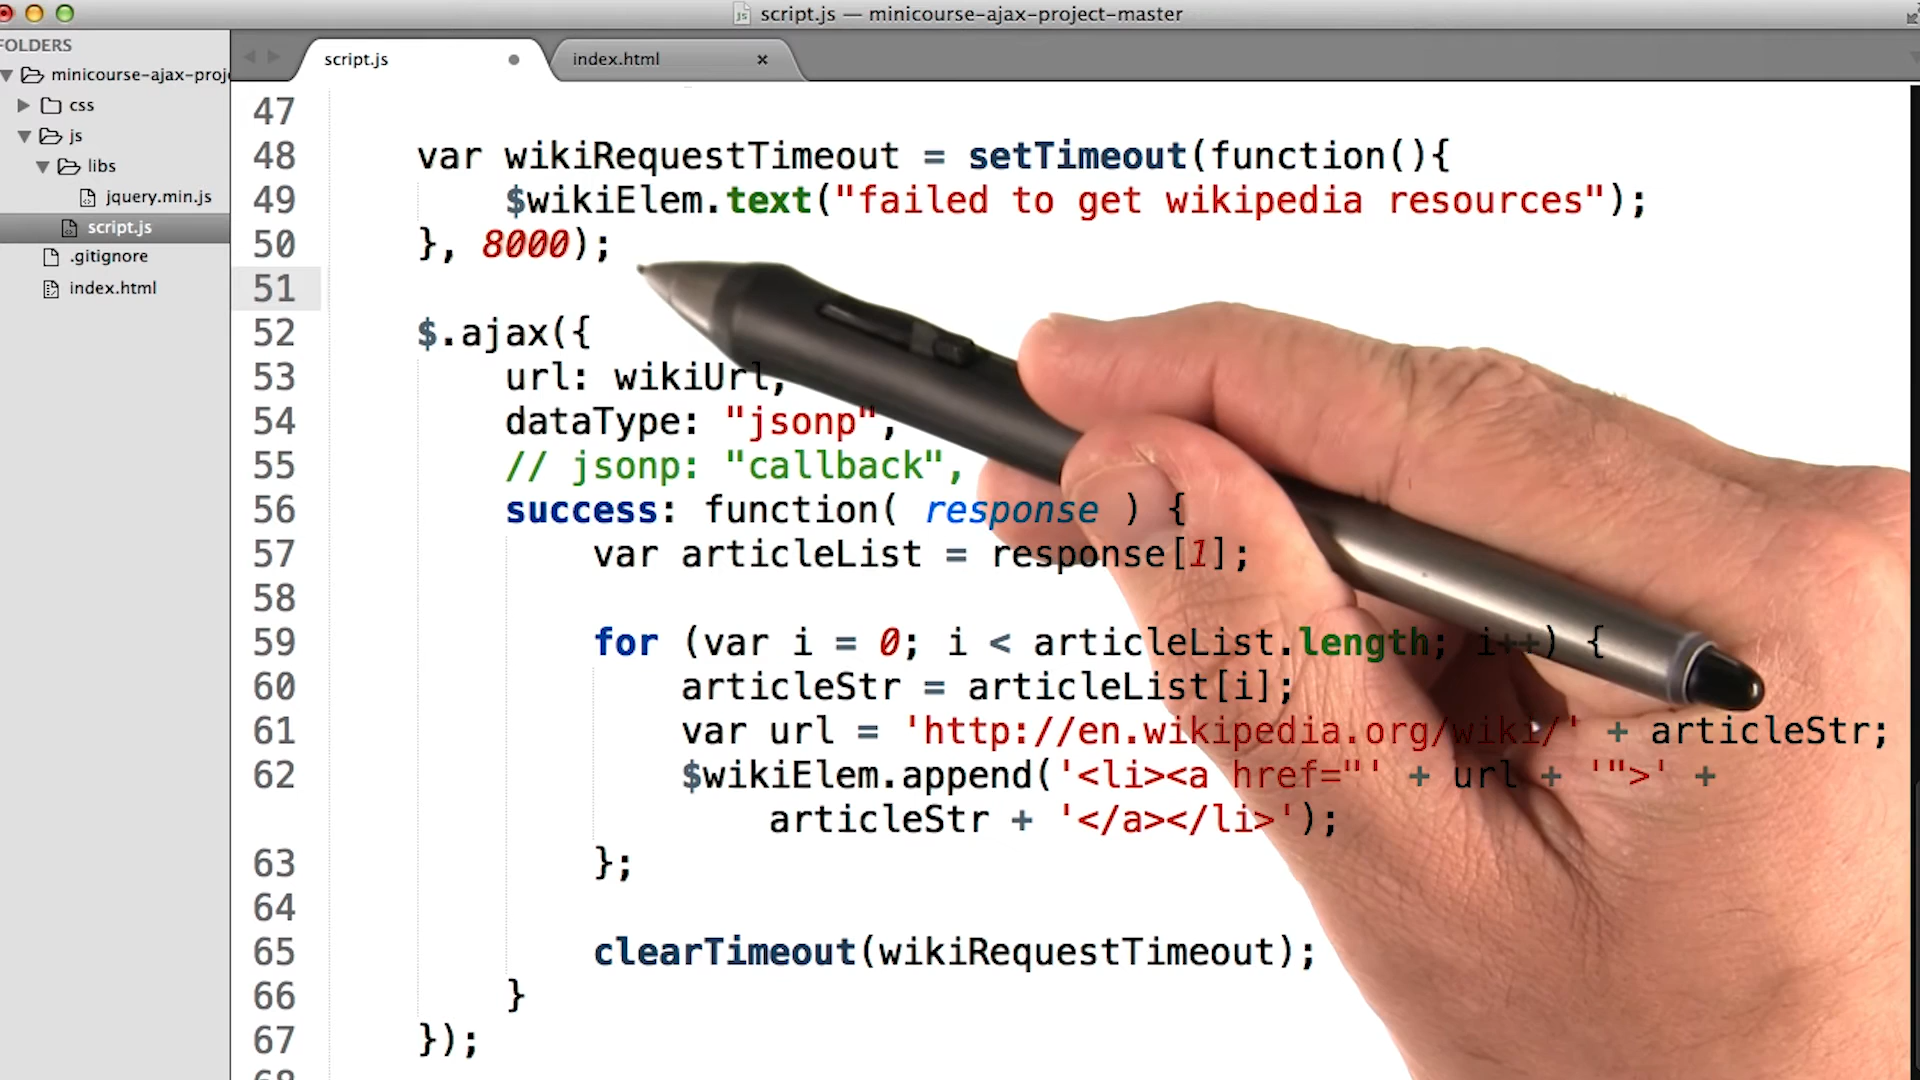 script.js — minicourse-ajax-project-master
FOLDERS
minicourse-ajax-proj
css
js
libs
jquery.min.js
script.js
.gitignore
index.html
script.js
index.html
47
48 var wikiRequestTimeout = setTimeout(function(){
49 $wikiElem.text("failed to get wikipedia resources");
50 }, 8000);
51
52 $.ajax({
53 url: wikiUrl,
54 dataType: "jsonp",
55 // jsonp: "callback",
56 success: function( response ) {
57 var articleList = response[1];
58
59 for (var i = 0; i < articleList.length; i++) {
60 articleStr = articleList[i];
61 var url = 'http://en.wikipedia.org/wiki/' + articleStr;
62 $wikiElem.append('<li><a href="' + url + '">' +
articleStr + '</a></li>');
63 };
64
65 clearTimeout(wikiRequestTimeout);
66 }
67 });
68